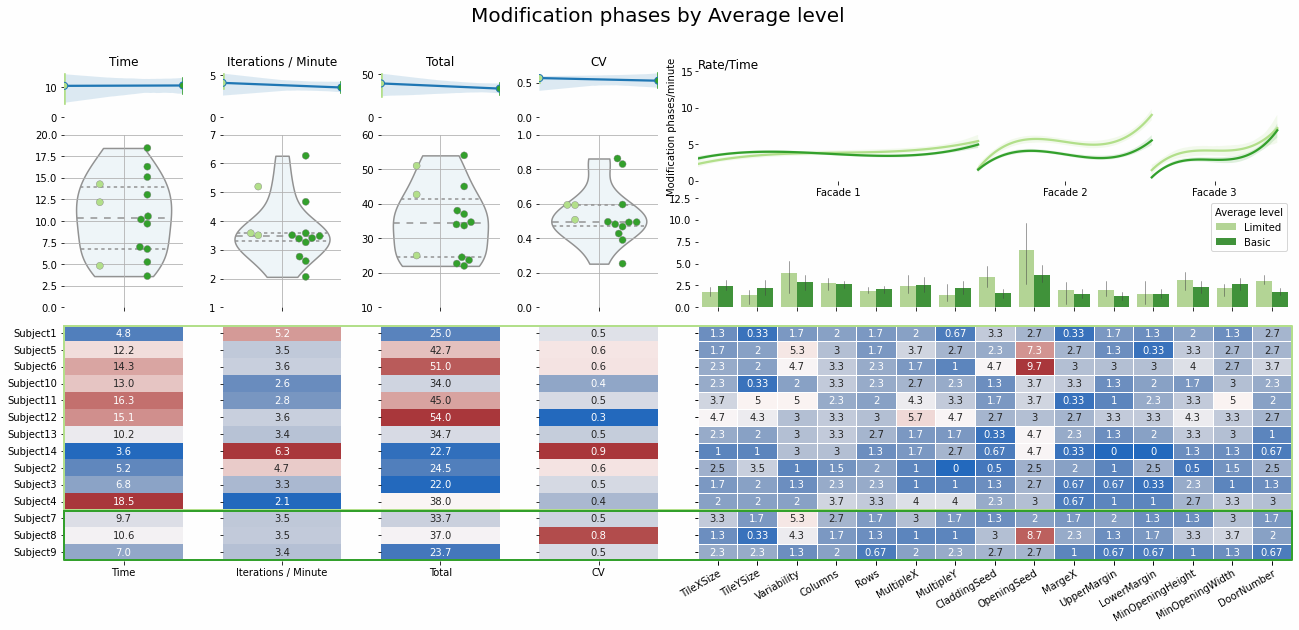 Modification phases by Average level
Time
Iterations / Minute
Total
CV
Rate/Time
10
0
5
0
50
0
0.5
0.0
Modification phases/minute
15
10
5
0
Facade 1
Facade 2
Facade 3
20.0
17.5
15.0
12.5
10.0
7.5
5.0
2.5
0.0
7
6
5
4
3
2
1
60
50
40
30
20
10
1.0
0.8
0.6
0.4
0.2
0.0
12.5
10.0
7.5
5.0
2.5
0.0
Average level
Limited
Basic
Subject1 4.8 5.2 25.0 0.5 1.3 0.33 1.7 2 1.7 2 0.67 3.3 2.7 0.33 1.7 1.3 2 1.3 2.7
Subject5 12.2 3.5 42.7 0.6 1.7 2 5.3 3 1.7 3.7 2.7 2.3 7.3 2.7 1.3 0.33 3.3 2.7 2.7
Subject6 14.3 3.6 51.0 0.6 2.3 2 4.7 3.3 2.3 1.7 1 4.7 9.7 3 3 3 4 2.7 3.7
Subject10 13.0 2.6 34.0 0.4 2.3 0.33 2 3.3 2.3 2.7 2.3 1.3 3.7 3.3 1.3 2 1.7 3 2.3
Subject11 16.3 2.8 45.0 0.5 3.7 5 5 2.3 2 4.3 3.3 1.7 3.7 0.33 1 2.3 3.3 5 2
Subject12 15.1 3.6 54.0 0.3 4.7 4.3 3 3.3 3 5.7 4.7 2.7 3 2.3 3.3 3.3 4.3 3.3 2.7
Subject13 10.2 3.4 34.7 0.5 2.3 2 3 3.3 2.7 1.7 1.7 0.33 4.7 2.3 1.3 2 3.3 3 1
Subject14 3.6 6.3 22.7 0.9 1 1 3 3 1.3 1.7 2.7 0.67 4.7 0.33 0 0 1.3 1.3 0.67
Subject2 5.2 4.7 24.5 0.6 2.5 3.5 1 1.5 2 1 0 0.5 2.5 2 1 2.5 0.5 1.5 2.5
Subject3 6.8 3.3 22.0 0.5 1.7 2 1.3 2.3 2.3 1 1 1.3 2.7 0.67 0.67 0.33 2.3 1 1.3
Subject4 18.5 2.1 38.0 0.4 2 2 2 3.7 3.3 4 4 2.3 3 0.67 1 1 2.7 3.3 3
Subject7 9.7 3.5 33.7 0.5 3.3 1.7 5.3 2.7 1.7 3 1.7 1.3 2 1.7 2 1.3 1.3 3 1.7
Subject8 10.6 3.5 37.0 0.8 1.3 0.33 4.3 1.7 1.3 1 1 3 8.7 2.3 1.3 1.7 3.3 3.7 2
Subject9 7.0 3.4 23.7 0.5 2.3 2.3 1.3 2 0.67 2 2.3 2.7 2.7 1 0.67 0.67 1 1.3 0.67
Time
Iterations / Minute
Total
CV
TileXSize
TileYSize
Variability
Columns
Rows
MultipleX
MultipleY
CladdingSeed
OpeningSeed
MargeX
UpperMargin
LowerMargin
MinOpeningHeight
MinOpeningWidth
DoorNumber